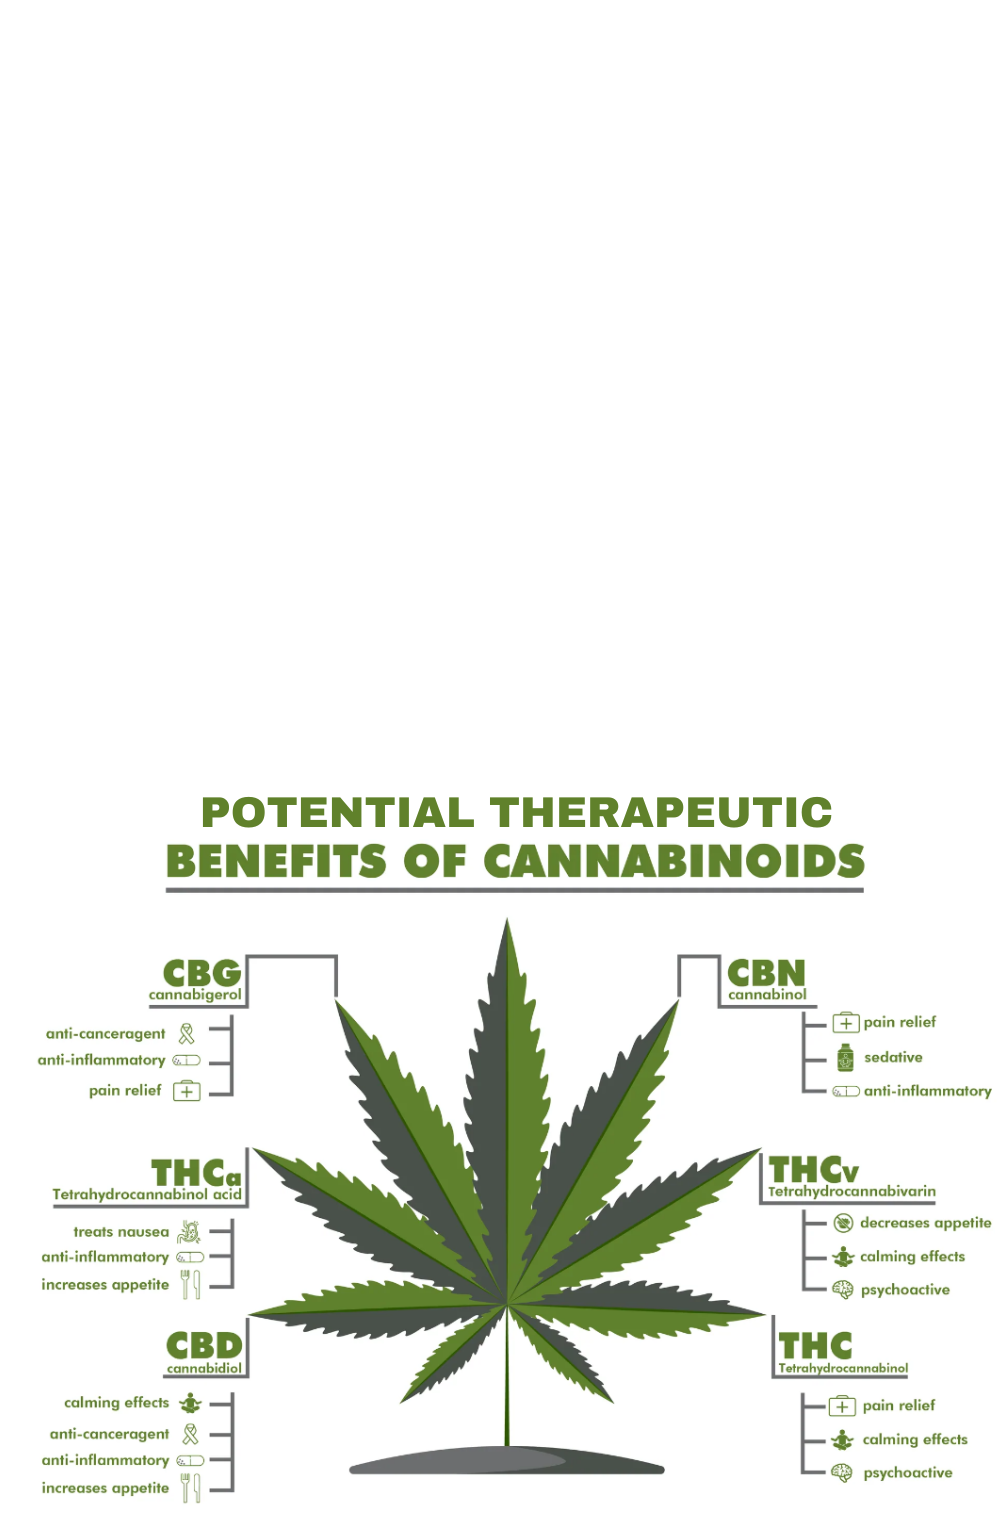 POTENTIAL THERAPEUTIC
BENEFITS OF CANNABINOIDS
CBG
cannabigerol
anti-canceragent
anti-inflammatory
pain relief
CBN
cannabinol
pain relief
sedative
anti-inflammatory
THCa
Tetrahydrocannabinol acid
treats nausea
anti-inflammatory
increases appetite
THCv
Tetrahydrocannabivarin
decreases appetite
calming effects
psychoactive
CBD
cannabidiol
calming effects
anti-canceragent
anti-inflammatory
increases appetite
THC
Tetrahydrocannabinol
pain relief
calming effects
psychoactive